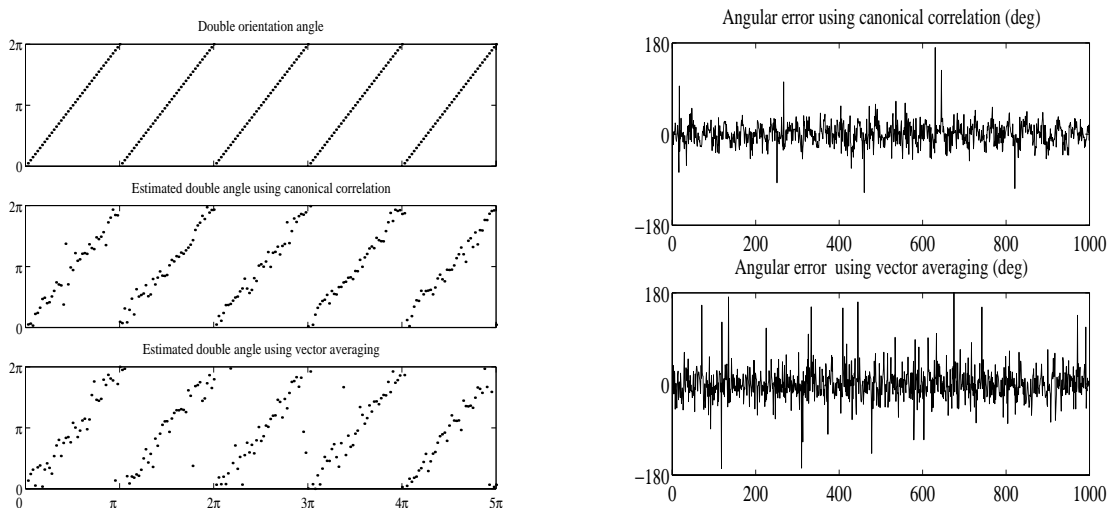 Double orientation angle
2π
π
0
Estimated double angle using canonical correlation
2π
π
0
Estimated double angle using vector averaging
2π
π
0
0 π 2π 3π 4π 5π
Angular error using canonical correlation (deg)
180
0
−180
0 200 400 600 800 1000
Angular error using vector averaging (deg)
180
0
−180
0 200 400 600 800 1000